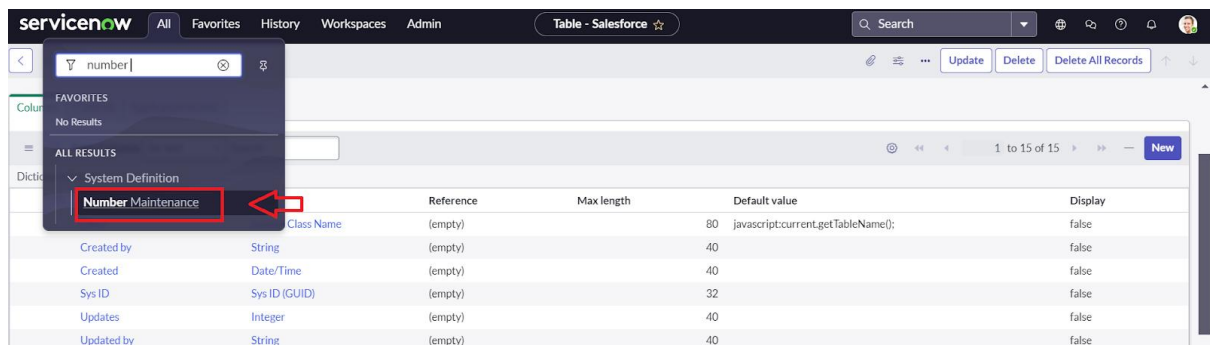 servicenow All Favorites History Workspaces Admin Table - Salesforce Search
number Update Delete Delete All Records
FAVORITES
Colu
No Results
ALL RESULTS 1 to 15 of 15 New
System Definition
Dictio
Number Maintenance Reference Max length Default value Display
Class Name (empty) 80 javascript:current.getTableName(); false
Created by String (empty) 40 false
Created Date/Time (empty) 40 false
Sys ID Sys ID (GUID) (empty) 32 false
Updates Integer (empty) 40 false
Updated by String (empty) 40 false